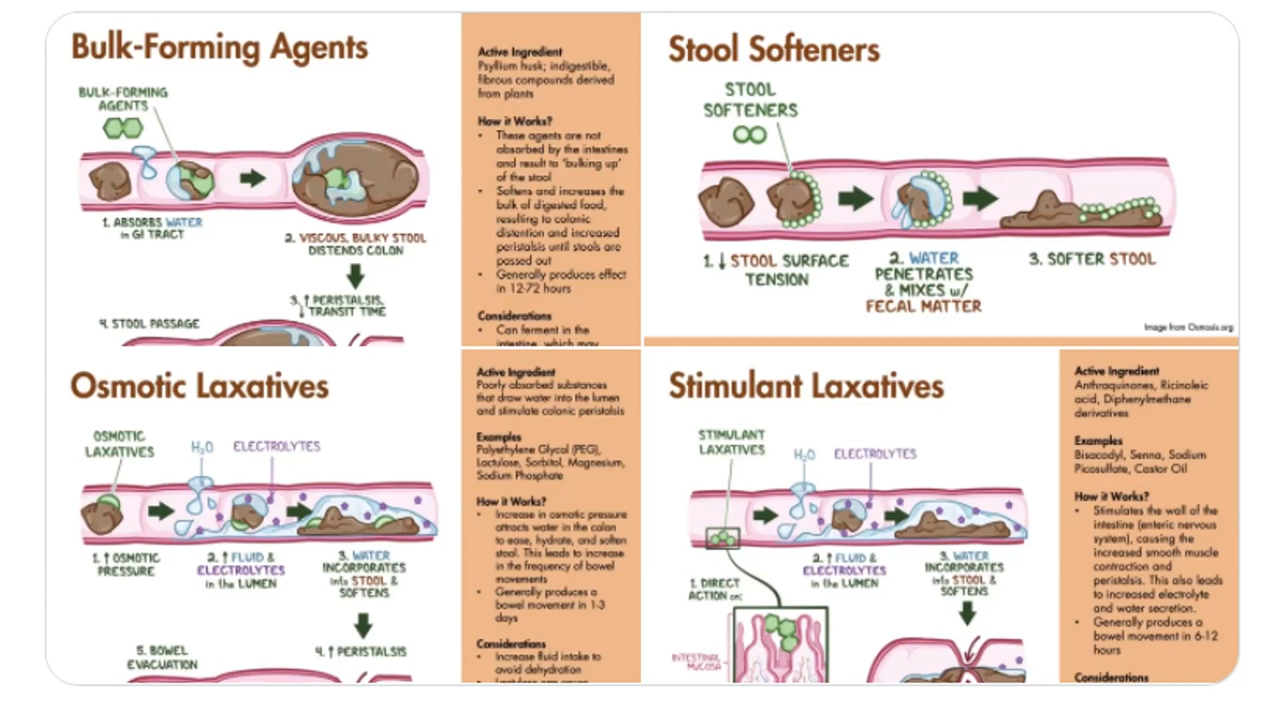 Bulk-Forming Agents
BULK-FORMING
AGENTS
1. ABSORBS WATER
in GI TRACT
2. VISCOUS, BULKY STOOL
DISTENDS COLON
3. ↑ PERISTALSIS,
↓ TRANSIT TIME
4. STOOL PASSAGE
Active Ingredient
Psyllium husk; indigestible,
fibrous compounds derived
from plants
How it Works?
• These agents are not
absorbed by the intestines
and result to 'bulking up'
of the stool
• Softens and increases the
bulk of digested food,
resulting to colonic
distention and increased
peristalsis until stools are
passed out
• Generally produces effect
in 12-72 hours
Considerations
• Can ferment in the
intestine, which may
Stool Softeners
STOOL
SOFTENERS
1. ↓ STOOL SURFACE
TENSION
2. WATER
PENETRATES
& MIXES w/
FECAL MATTER
3. SOFTER STOOL
Image from Osmosis.org
Osmotic Laxatives
OSMOTIC
LAXATIVES
H₂O
ELECTROLYTES
1. ↑ OSMOTIC
PRESSURE
2. ↑ FLUID &
ELECTROLYTES
in the LUMEN
3. WATER
INCORPORATES
into STOOL &
SOFTENS
4. ↑ PERISTALSIS
5. BOWEL
EVACUATION
Active Ingredient
Poorly absorbed substances
that draw water into the lumen
and stimulate colonic peristalsis
Examples
Polyethylene Glycol (PEG),
Lactulose, Sorbitol, Magnesium,
Sodium Phosphate
How it Works?
• Increase in osmotic pressure
attracts water in the colon
to ease, hydrate, and soften
stool. This leads to increase
in the frequency of bowel
movements
• Generally produces a
bowel movement in 1-3
days
Considerations
• Increase fluid intake to
avoid dehydration
Stimulant Laxatives
STIMULANT
LAXATIVES
H₂O
ELECTROLYTES
1. DIRECT
ACTION on:
INTESTINAL
MUCOSA
2. ↑ FLUID &
ELECTROLYTES
in the LUMEN
3. WATER
INCORPORATES
into STOOL &
SOFTENS
Active Ingredient
Anthraquinones, Ricinoleic
acid, Diphenylmethane
derivatives
Examples
Bisacodyl, Senna, Sodium
Picosulfate, Castor Oil
How it Works?
• Stimulates the wall of the
intestine (enteric nervous
system), causing the
increased smooth muscle
contraction and
peristalsis. This also leads
to increased electrolyte
and water secretion.
• Generally produces a
bowel movement in 6-12
hours
Considerations